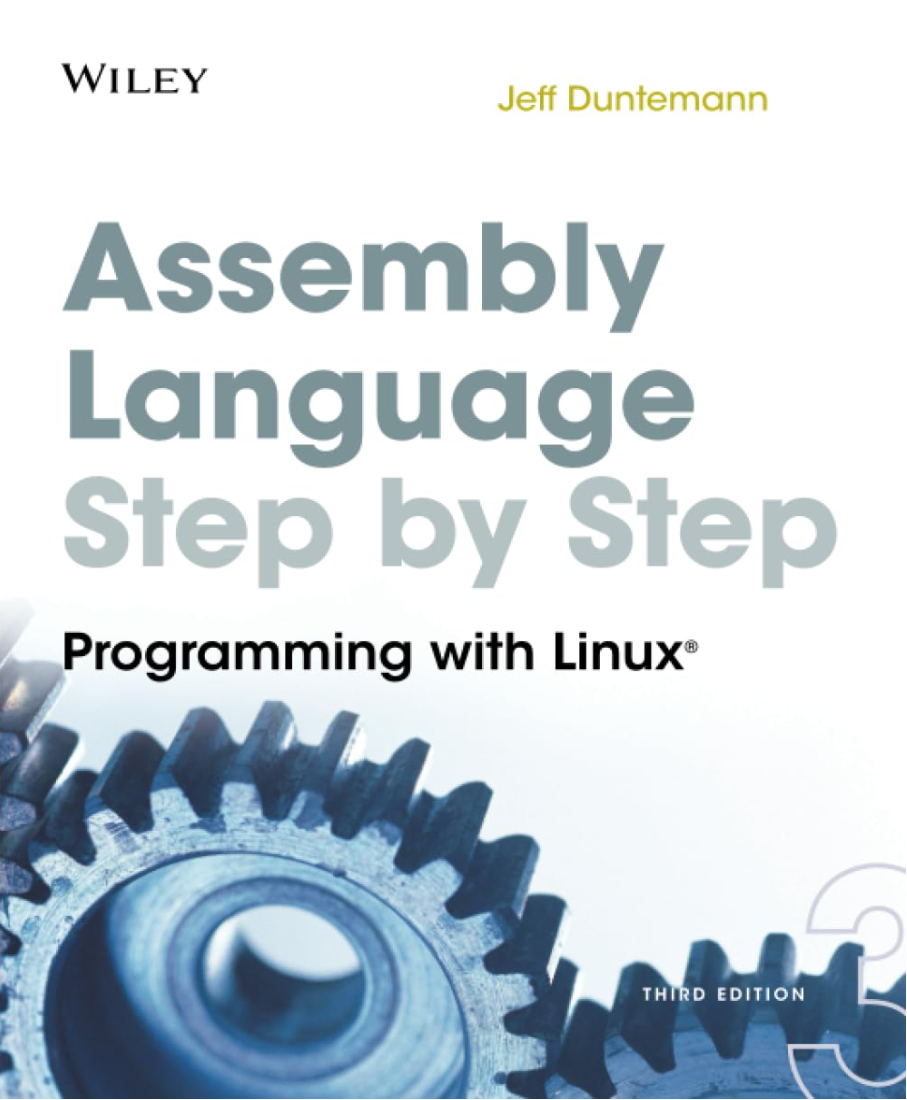 WILEY
Jeff Duntemann
Assembly
Language
Step by Step
Programming with Linux®
THIRD EDITION
3